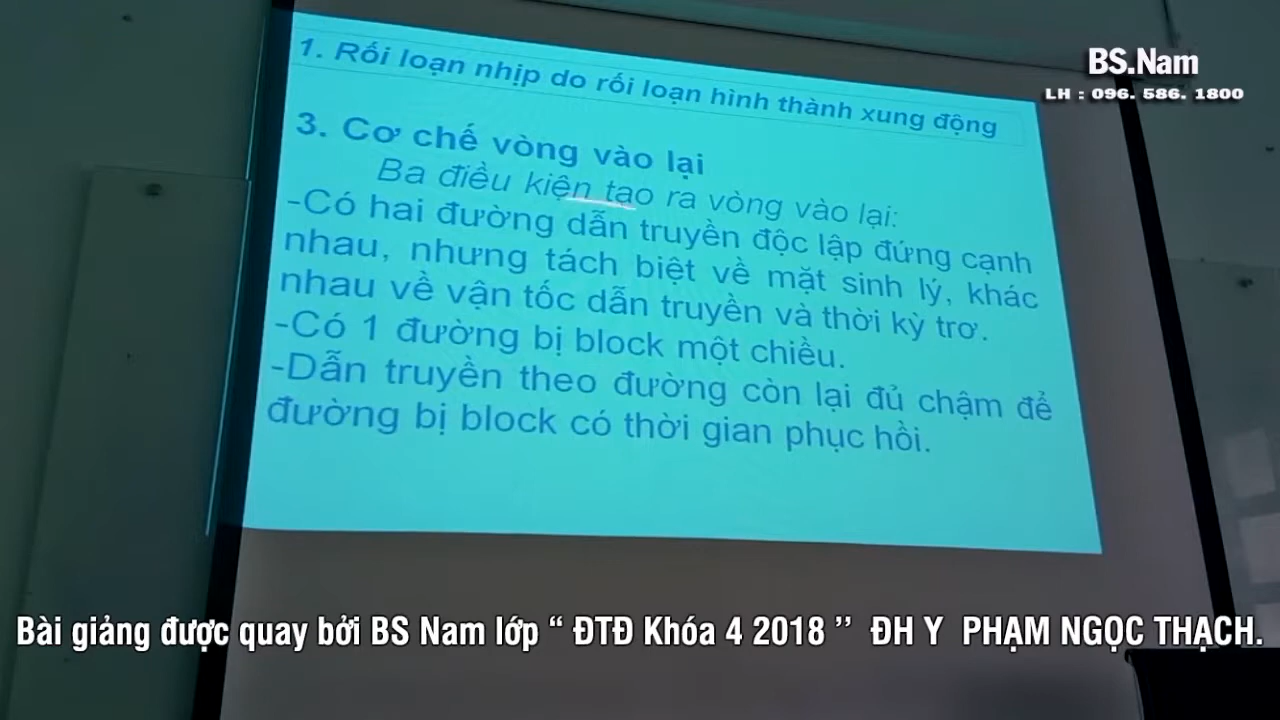 BS.Nam
LH : 096. 586. 1800
1. Rối loạn nhịp do rối loạn hình thành xung động
3. Cơ chế vòng vào lại
Ba điều kiện tạo ra vòng vào lại:
-Có hai đường dẫn truyền độc lập đứng cạnh
nhau, nhưng tách biệt về mặt sinh lý, khác
nhau về vận tốc dẫn truyền và thời kỳ trơ.
-Có 1 đường bị block một chiều.
-Dẫn truyền theo đường còn lại đủ chậm để
đường bị block có thời gian phục hồi.
Bài giảng được quay bởi BS Nam lớp “ ĐTĐ Khóa 4 2018 ’’ ĐH Y PHẠM NGỌC THẠCH.